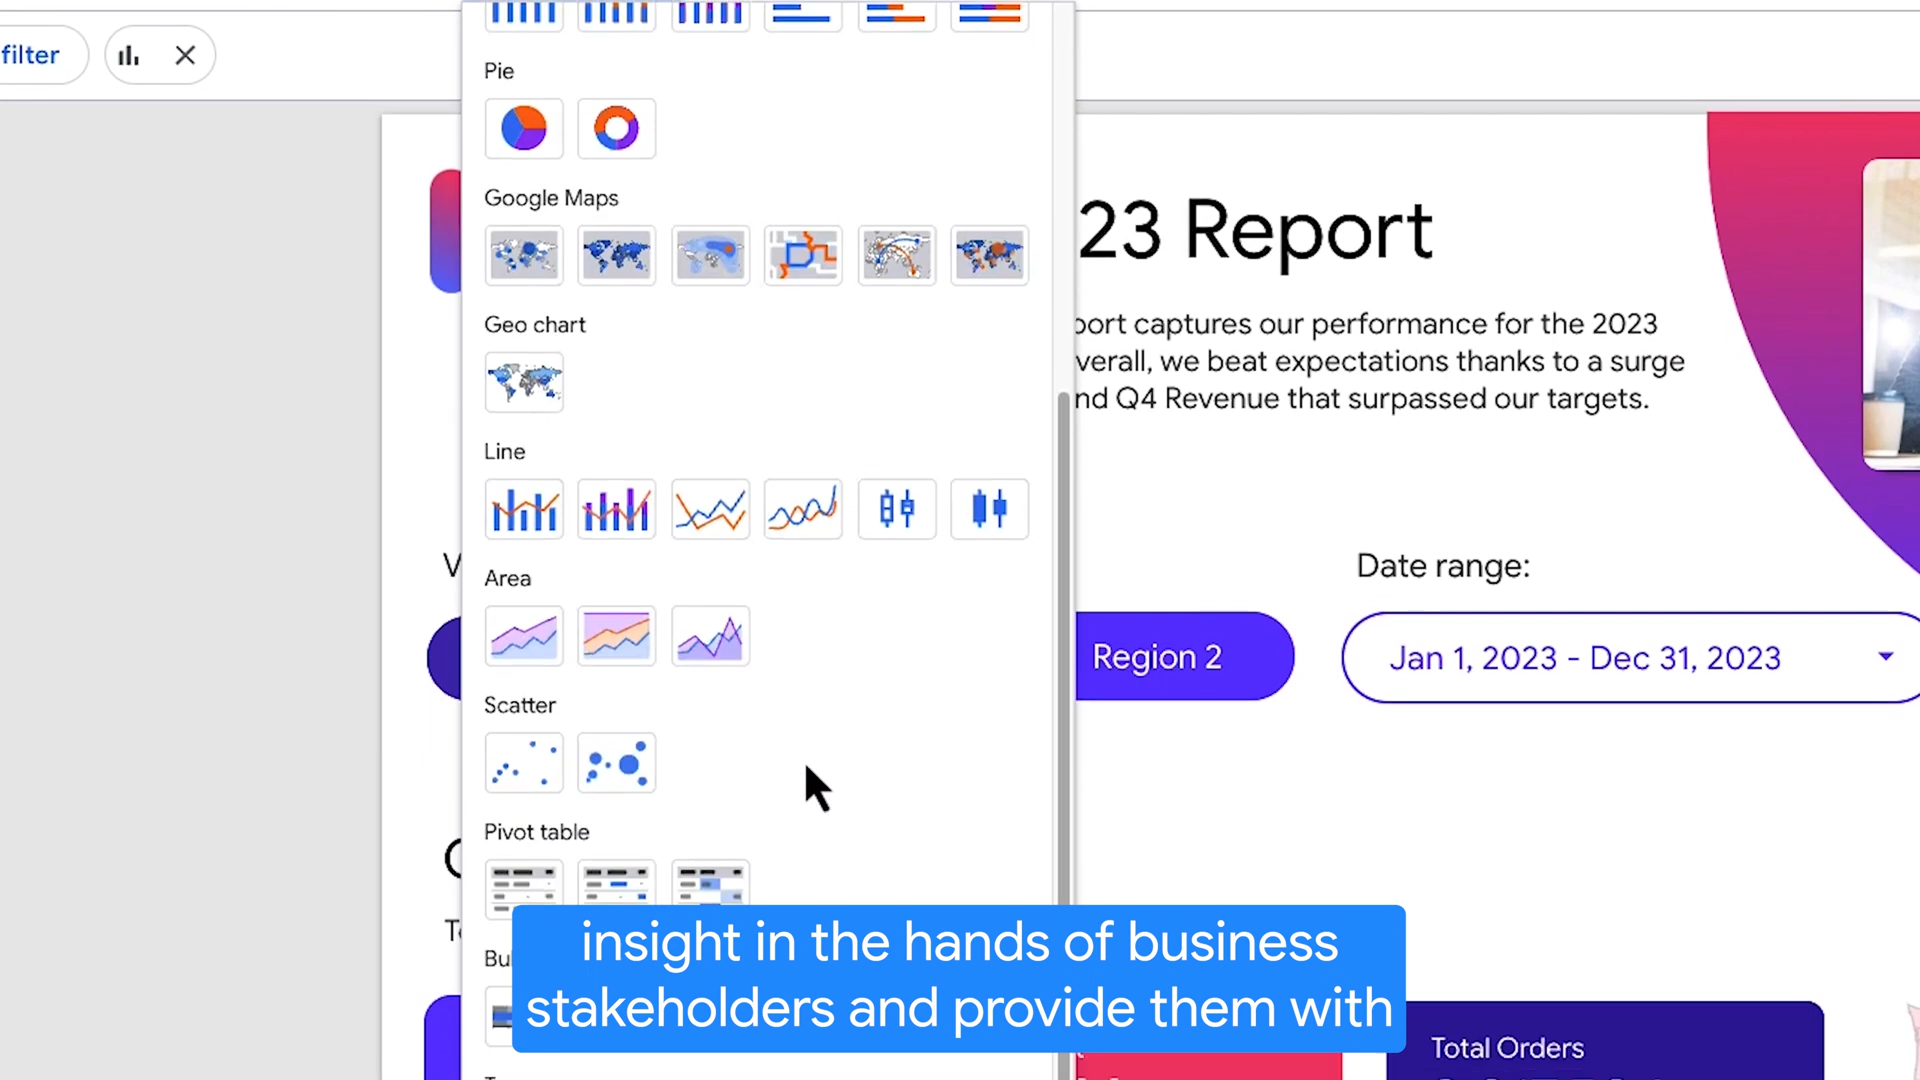 filter
Pie
Google Maps
Geo chart
Line
Area
Scatter
Pivot table
23 Report
port captures our performance for the 2023
verall, we beat expectations thanks to a surge
nd Q4 Revenue that surpassed our targets.
Date range:
Region 2
Jan 1, 2023 - Dec 31, 2023
insight in the hands of business
stakeholders and provide them with
Total Orders